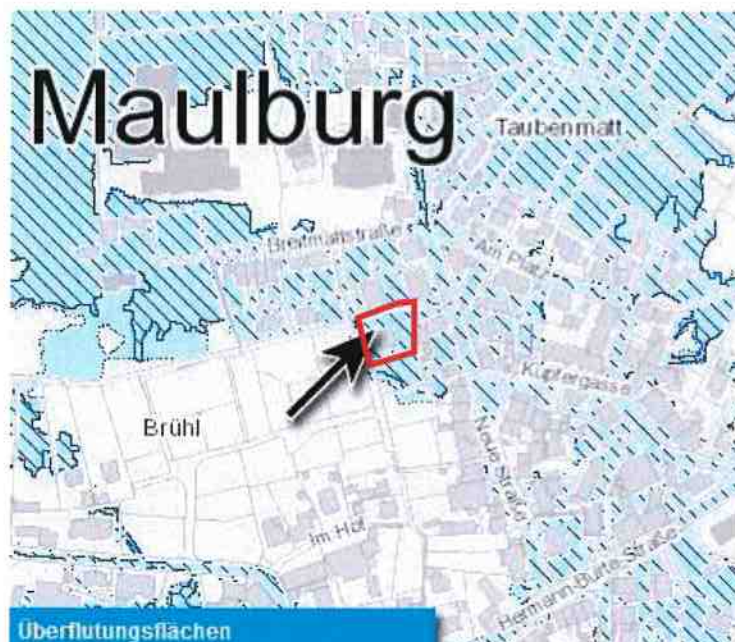 Maulburg
Taubenmatt
Breitmattstraße
Am Platz
Kupfergasse
Brühl
Neue Straße
Im Hof
Hermann-Burte-Straße
Überflutungsflächen